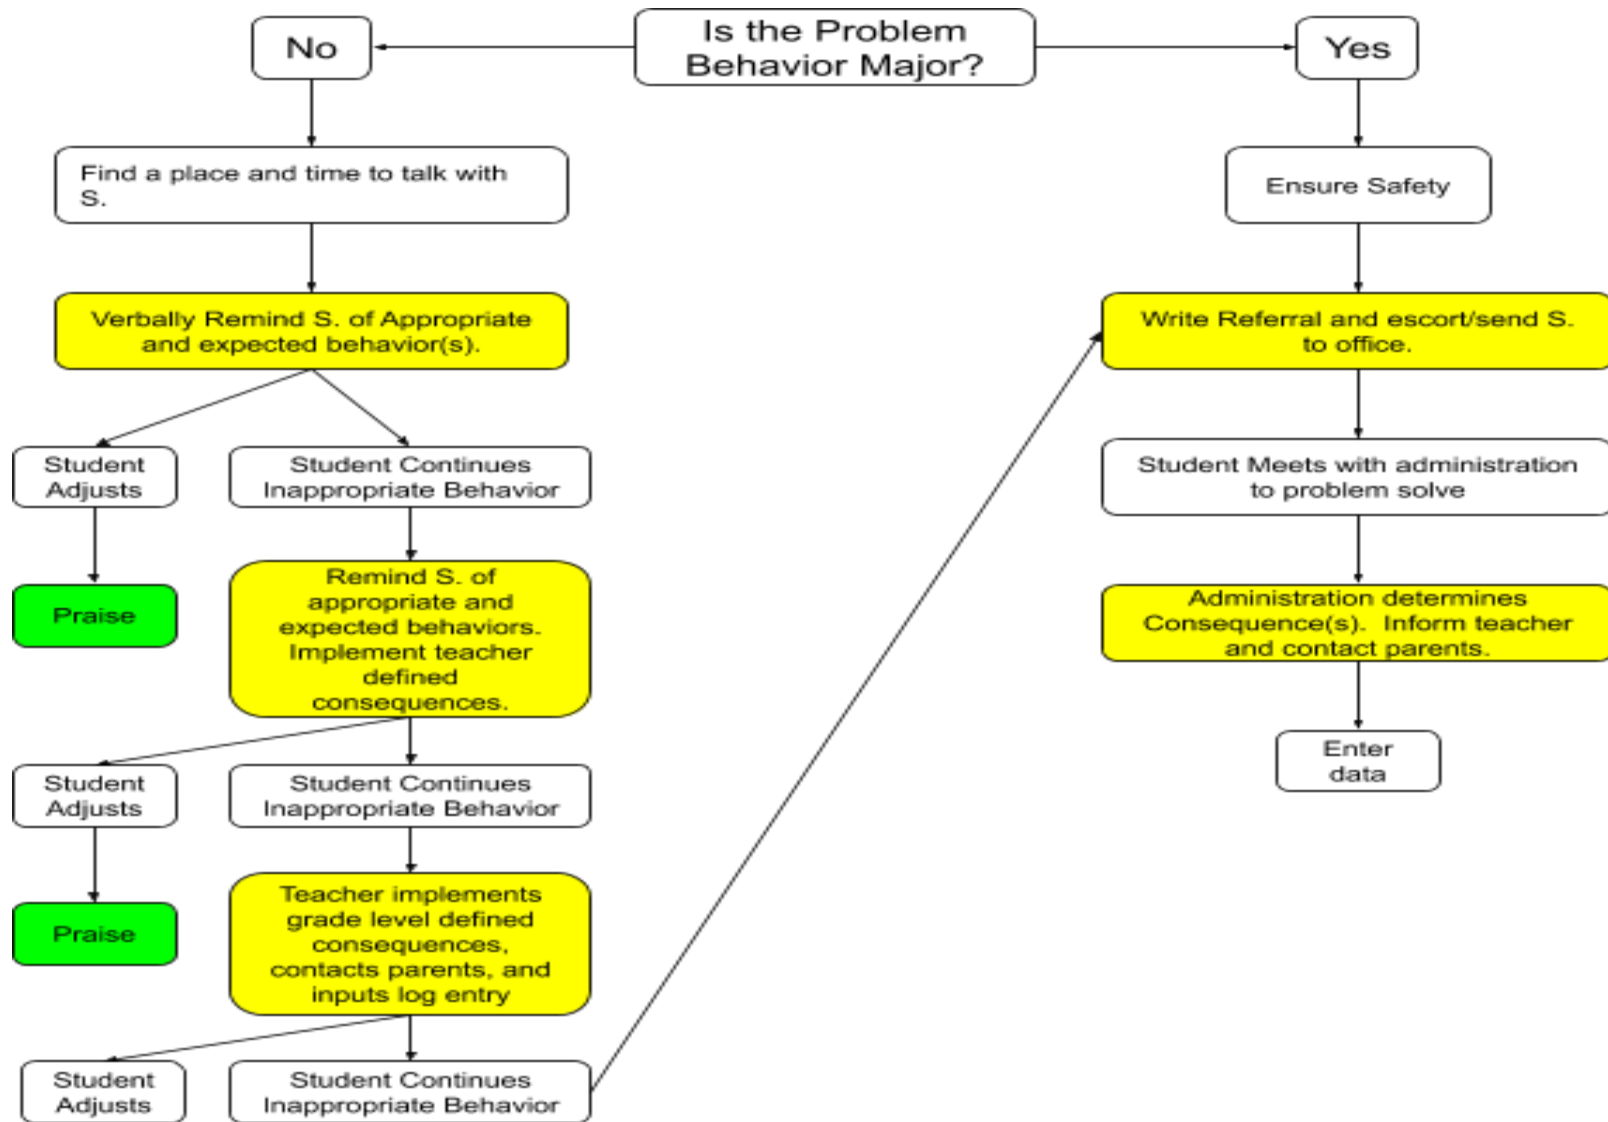 Is the Problem
Behavior Major?
No
Yes
Find a place and time to talk with
S.
Ensure Safety
Verbally Remind S. of Appropriate
and expected behavior(s).
Write Referral and escort/send S.
to office.
Student
Adjusts
Student Continues
Inappropriate Behavior
Student Meets with administration
to problem solve
Praise
Remind S. of
appropriate and
expected behaviors.
Implement teacher
defined
consequences.
Administration determines
Consequence(s).  Inform teacher
and contact parents.
Student
Adjusts
Student Continues
Inappropriate Behavior
Enter
data
Praise
Teacher implements
grade level defined
consequences,
contacts parents, and
inputs log entry
Student
Adjusts
Student Continues
Inappropriate Behavior